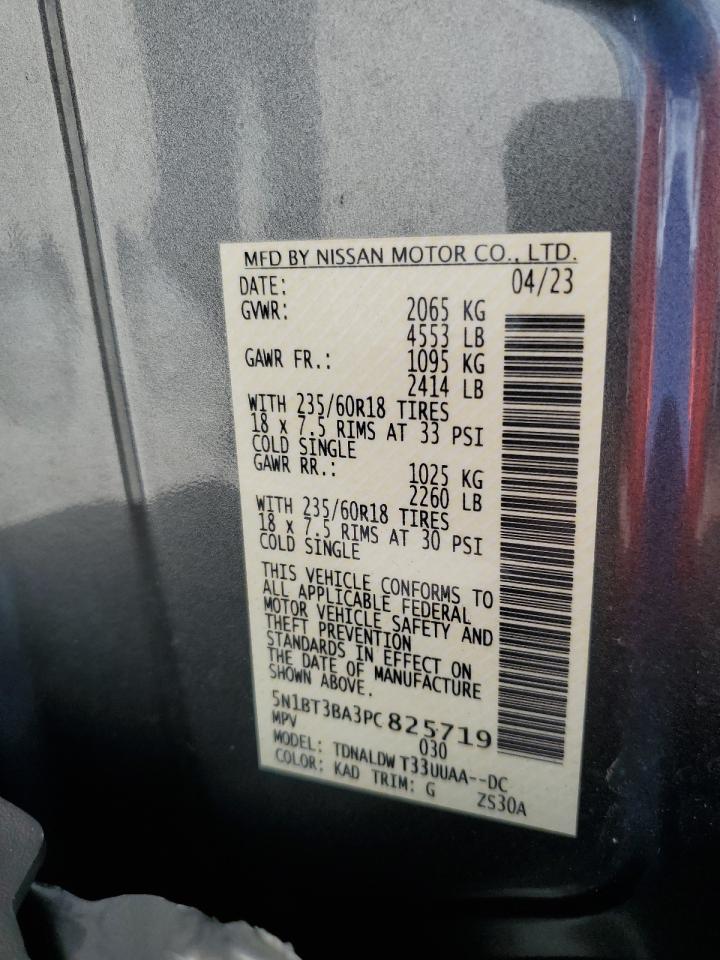 MFD BY NISSAN MOTOR CO., LTD.
DATE: 04/23
GVWR: 2065 KG
4553 LB
GAWR FR.: 1095 KG
2414 LB
WITH 235/60R18 TIRES
18 X 7.5 RIMS AT 33 PSI
COLD SINGLE
GAWR RR.: 1025 KG
2260 LB
WITH 235/60R18 TIRES
18 X 7.5 RIMS AT 30 PSI
COLD SINGLE
THIS VEHICLE CONFORMS TO
ALL APPLICABLE FEDERAL
MOTOR VEHICLE SAFETY AND
THEFT PREVENTION
STANDARDS IN EFFECT ON
THE DATE OF MANUFACTURE
SHOWN ABOVE.
5N1BT3BA3PC825719
MPV 030
MODEL: TDNALDW T33UUAA--DC
COLOR: KAD TRIM: G ZS30A